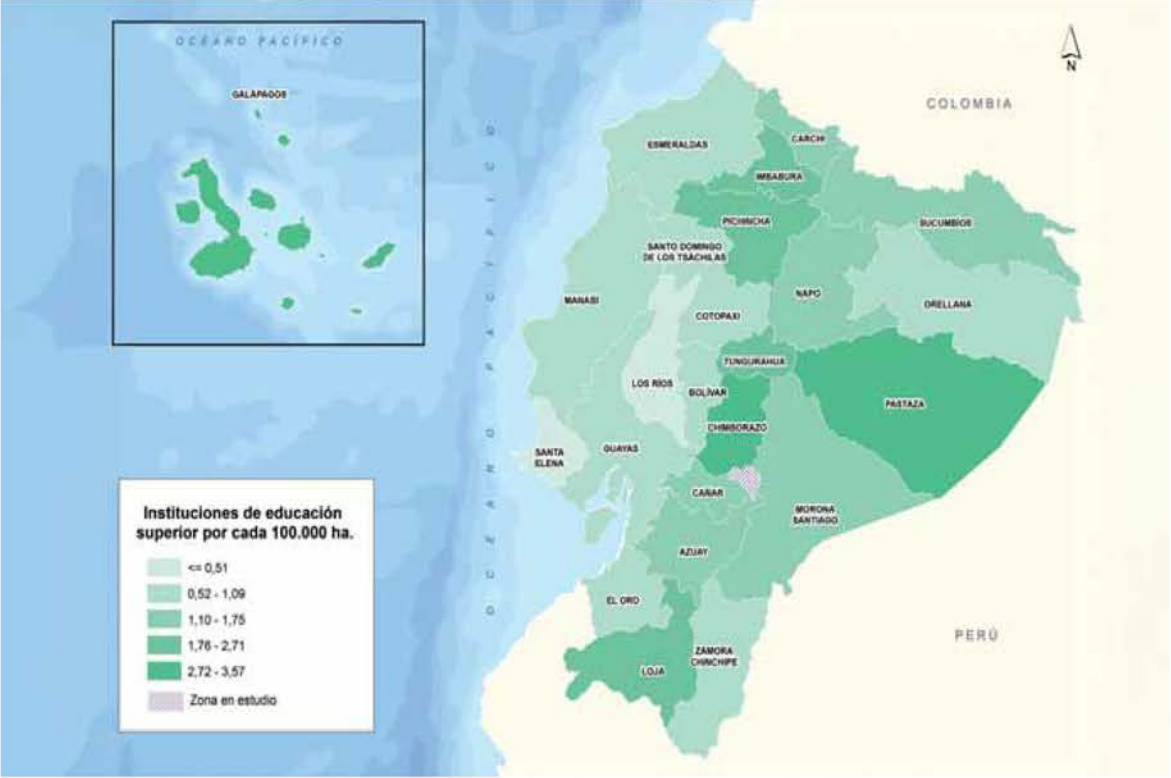 OCÉANO PACÍFICO
GALÁPAGOS
N
COLOMBIA
ESMERALDAS
CARCHI
IMBABURA
PICHINCHA
SUCUMBÍOS
SANTO DOMINGO
DE LOS TSÁCHILAS
MANABÍ
NAPO
ORELLANA
COTOPAXI
TUNGURAHUA
LOS RÍOS
BOLÍVAR
PASTAZA
CHIMBORAZO
SANTA
ELENA
GUAYAS
CAÑAR
MORONA
SANTIAGO
AZUAY
EL ORO
ZAMORA
CHINCHIPE
LOJA
PERÚ
OCÉANO PACÍFICO
Instituciones de educación
superior por cada 100.000 ha.
<= 0,51
0,52 - 1,09
1,10 - 1,75
1,76 - 2,71
2,72 - 3,57
Zona en estudio